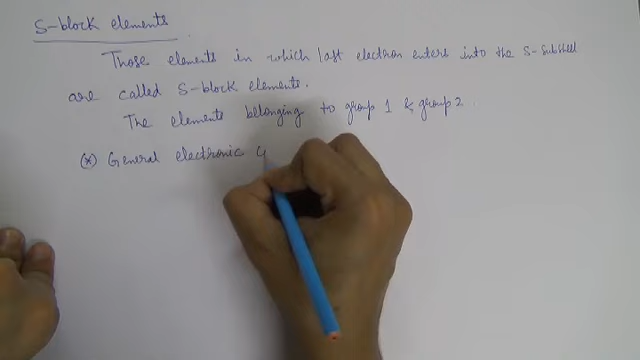 S-block elements
Those elements in which last electron enters into the S-Subshell
are called S-block elements.
The elements belonging to group 1 & group 2.
(*) General electronic